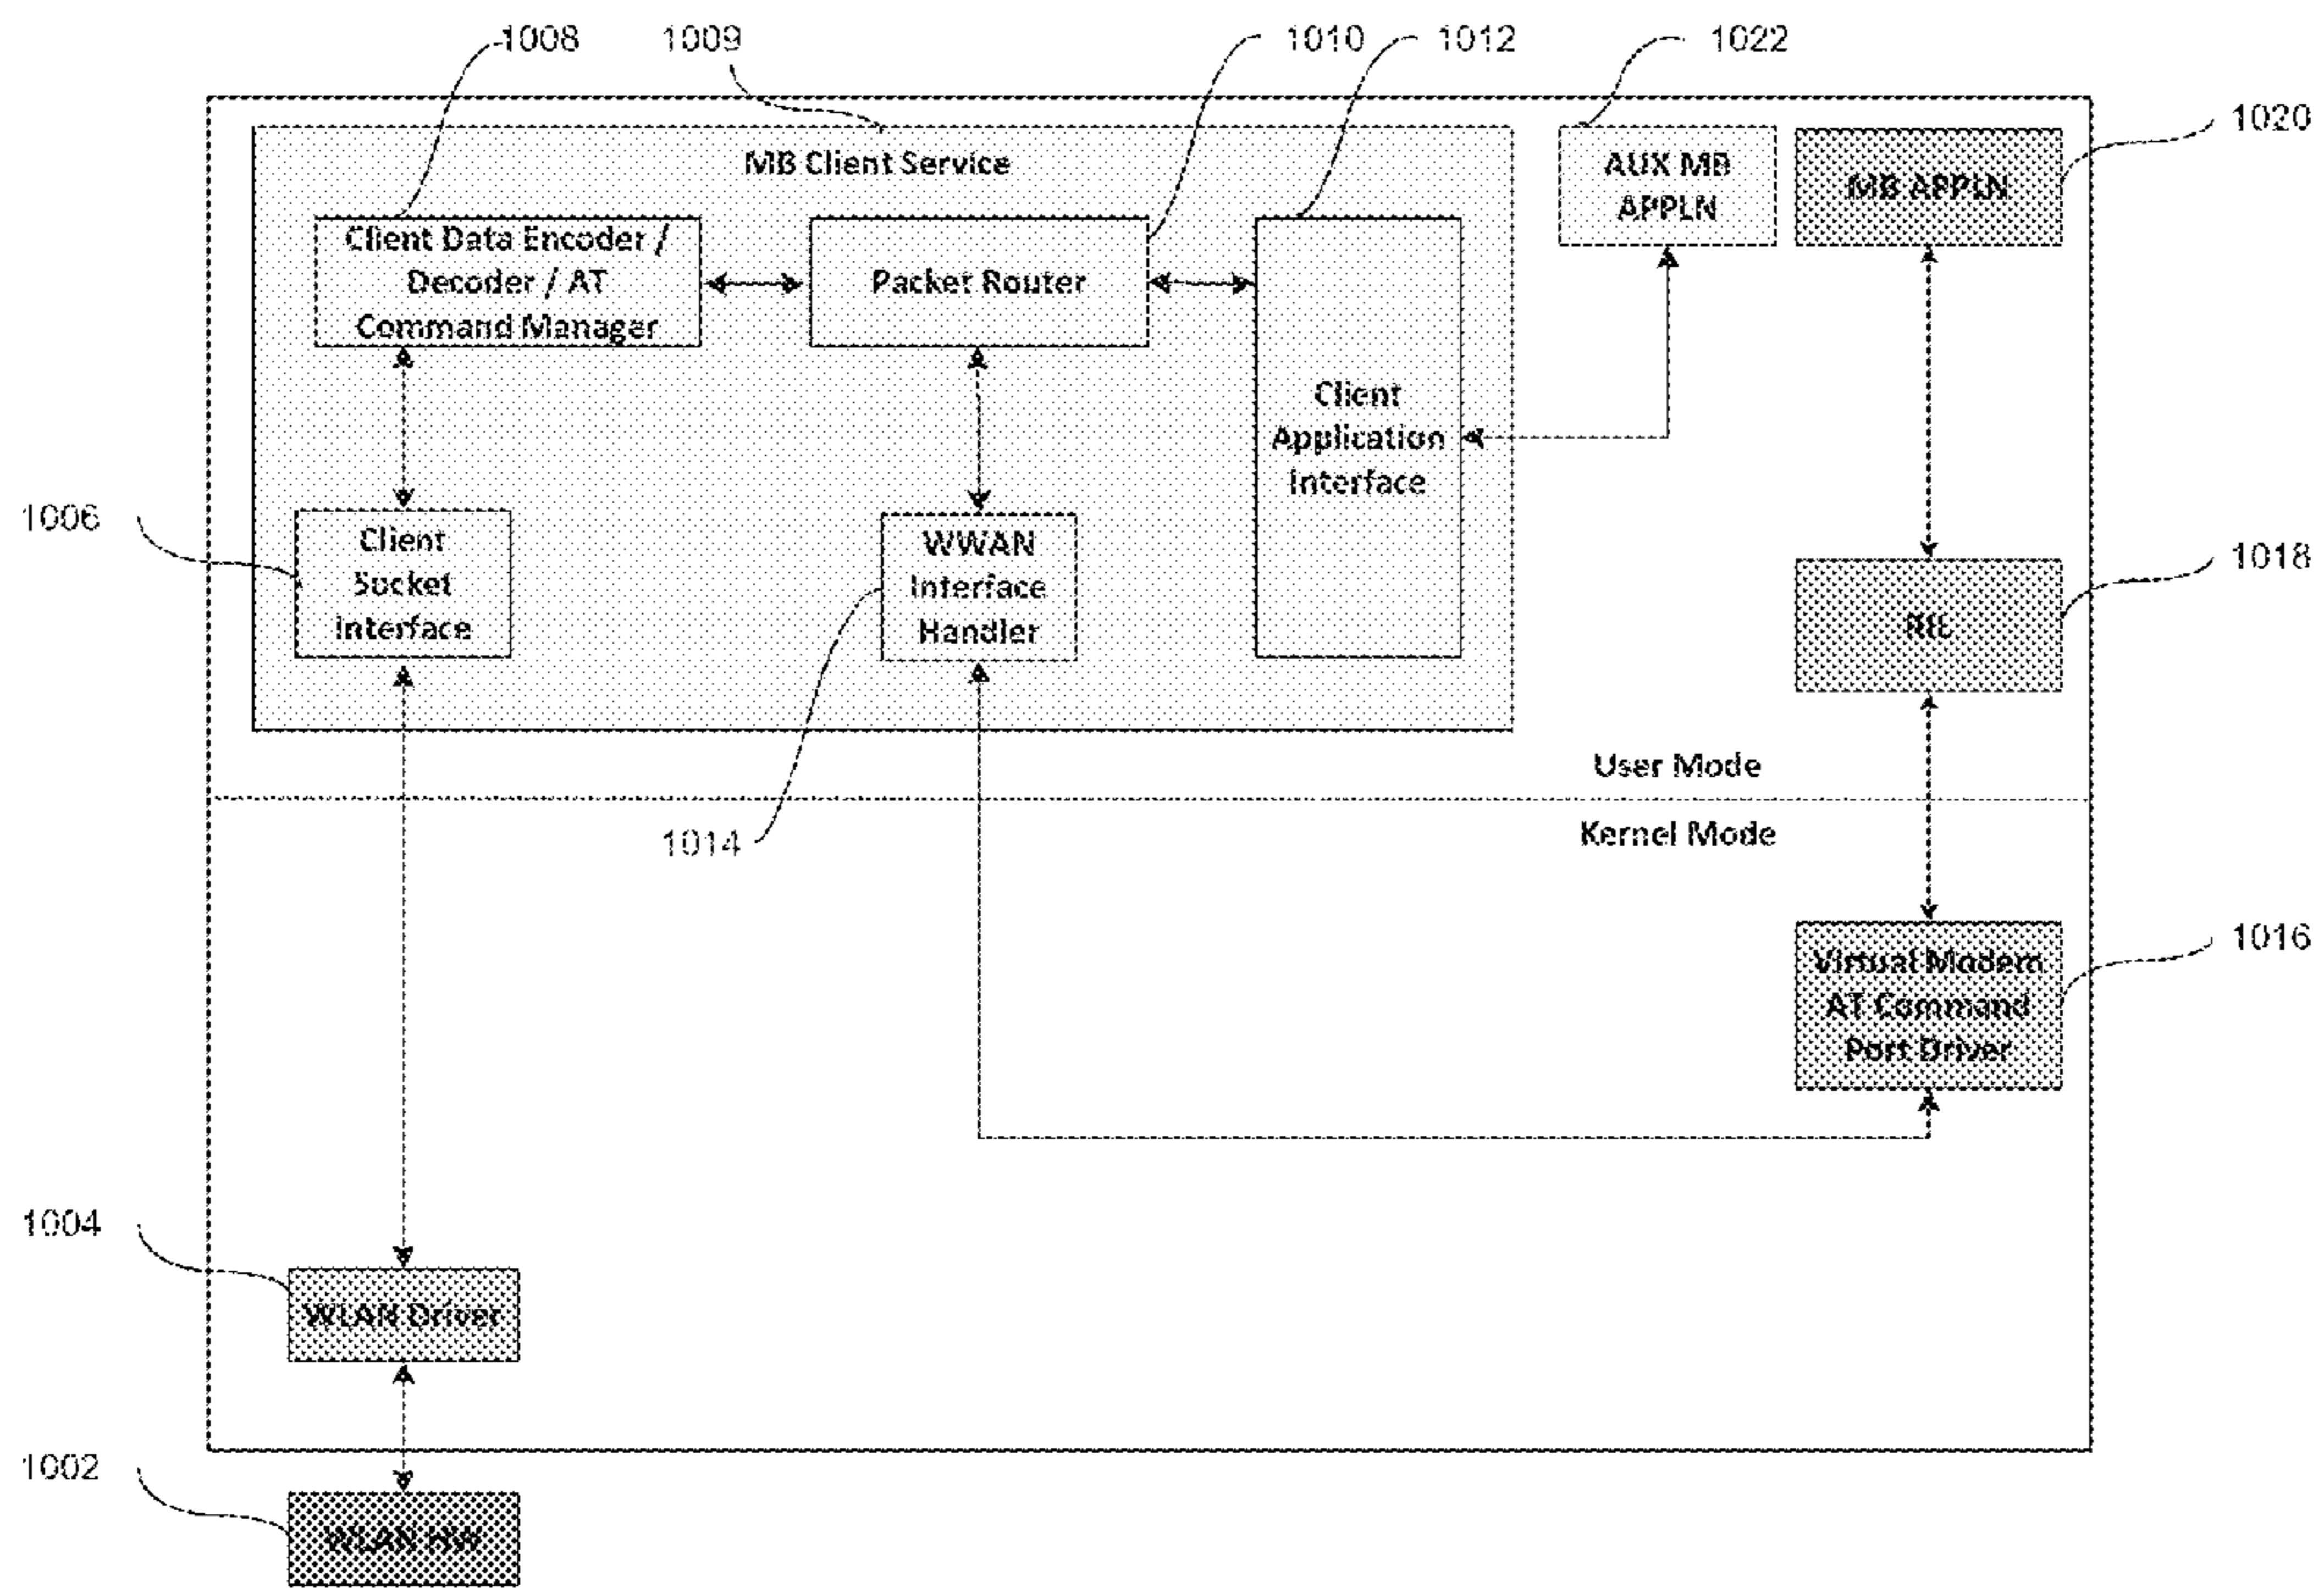 1008
1009
1010
1012
1022
1020
MB Client Service
AUX MB
APPLN
MB APPLN
Client Data Encoder /
Decoder / AT
Command Manager
Packet Router
Client
Application
Interface
1006
Client
Socket
Interface
WWAN
Interface
Handler
1018
RIL
User Mode
1014
Kernel Mode
1016
Virtual Modem
AT Command
Port Driver
1004
WLAN Driver
1002
WLAN HW